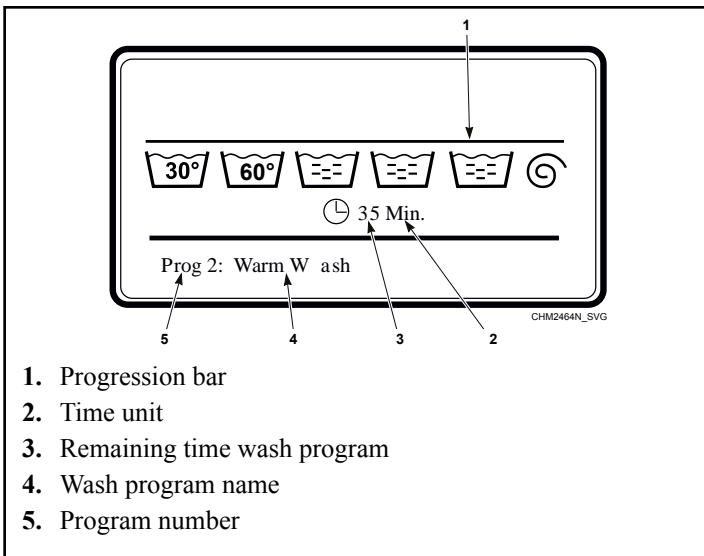 1
30° 60°
35 Min.
Prog 2: Warm W ash
CHM2464N_SVG
5 4 3 2
1. Progression bar
2. Time unit
3. Remaining time wash program
4. Wash program name
5. Program number